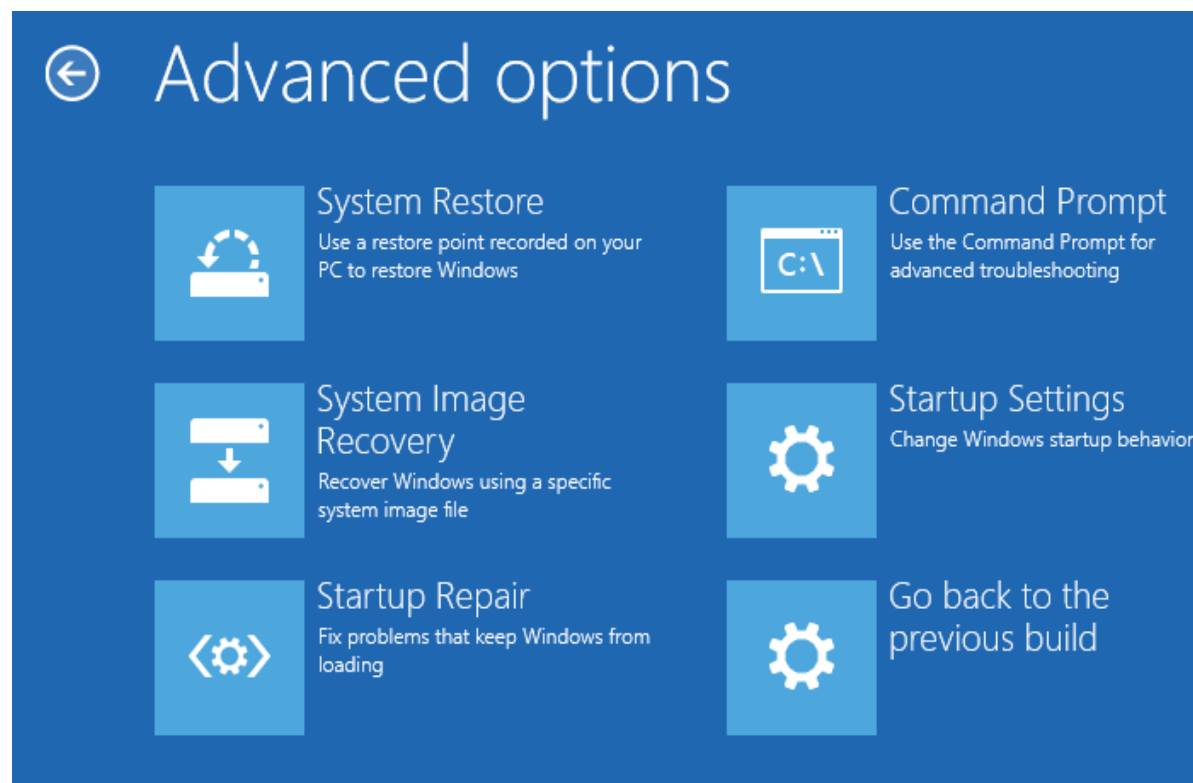 Advanced options
System Restore
Use a restore point recorded on your
PC to restore Windows
System Image
Recovery
Recover Windows using a specific
system image file
Startup Repair
Fix problems that keep Windows from
loading
C:\
Command Prompt
Use the Command Prompt for
advanced troubleshooting
Startup Settings
Change Windows startup behavior
Go back to the
previous build